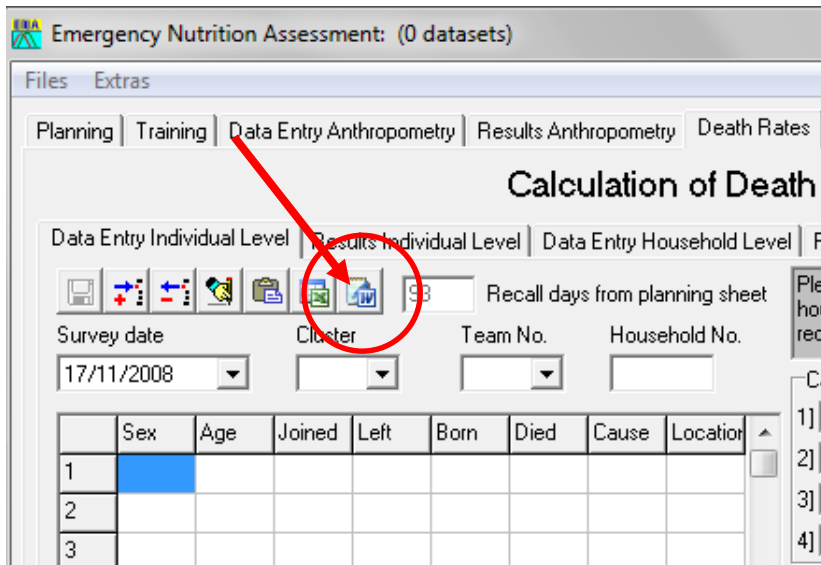 ENA Emergency Nutrition Assessment: (0 datasets)
Files Extras
Planning Training Data Entry Anthropometry Results Anthropometry Death Rates
Calculation of Death
Data Entry Individual Level Results Individual Level Data Entry Household Level
93 Recall days from planning sheet
Survey date Cluster Team No. Household No.
17/11/2008
Sex Age Joined Left Born Died Cause Location
1
2
3
1]
2]
3]
4]